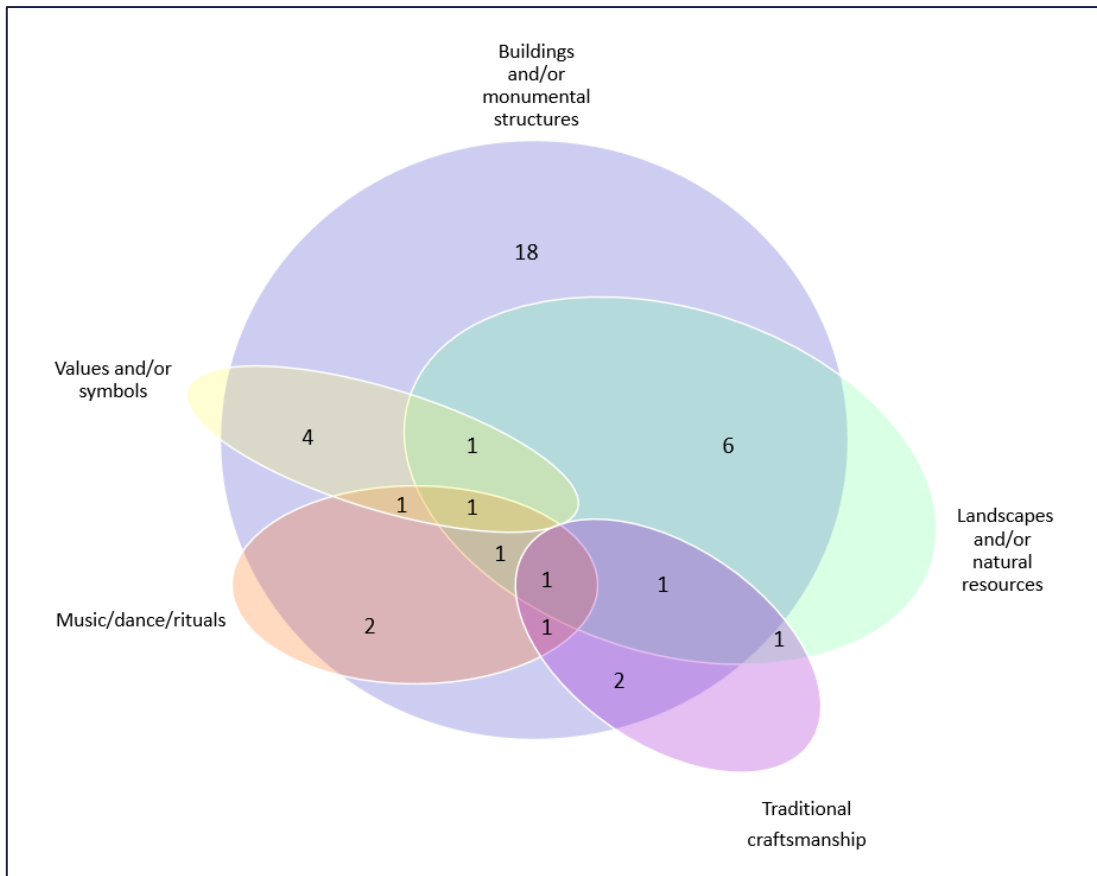 Buildings
and/or
monumental
structures
18
Values and/or
symbols
4
1
6
1
1
Landscapes
and/or
natural
resources
1
1
1
Music/dance/rituals
2
1
1
2
Traditional
craftsmanship